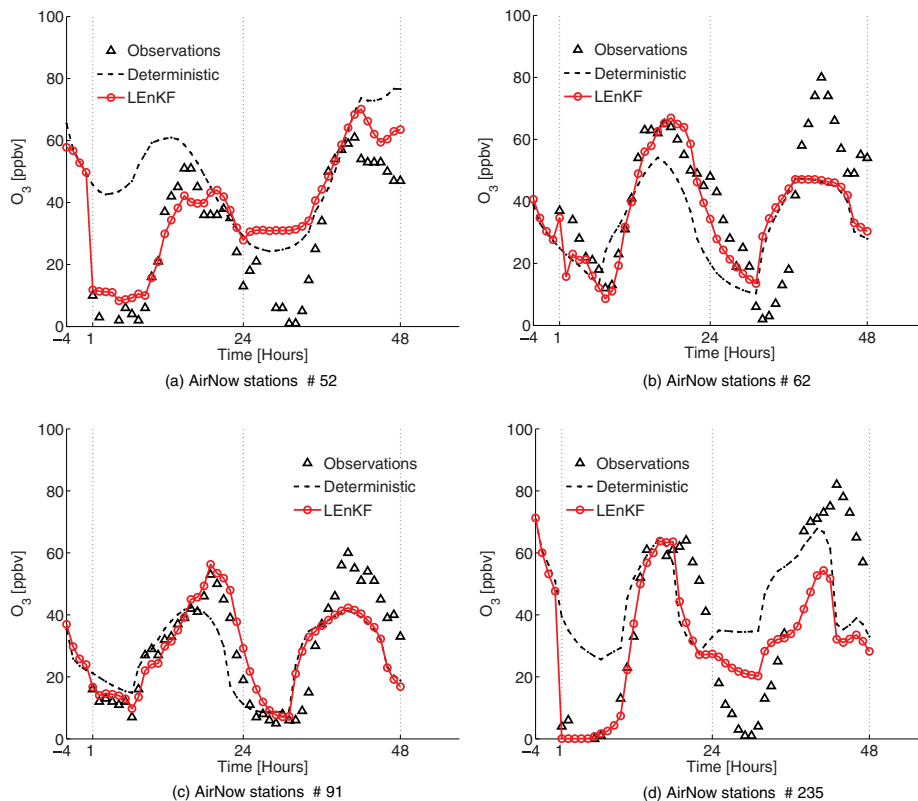 100
80
60
40
20
0
O3 [ppbv]
Observations
Deterministic
LEnKF
-4 1 24 48
Time [Hours]
(a) AirNow stations # 52
100
80
60
40
20
0
O3 [ppbv]
Observations
Deterministic
LEnKF
-4 1 24 48
Time [Hours]
(b) AirNow stations # 62
100
80
60
40
20
0
O3 [ppbv]
Observations
Deterministic
LEnKF
-4 1 24 48
Time [Hours]
(c) AirNow stations # 91
100
80
60
40
20
0
O3 [ppbv]
Observations
Deterministic
LEnKF
-4 1 24 48
Time [Hours]
(d) AirNow stations # 235